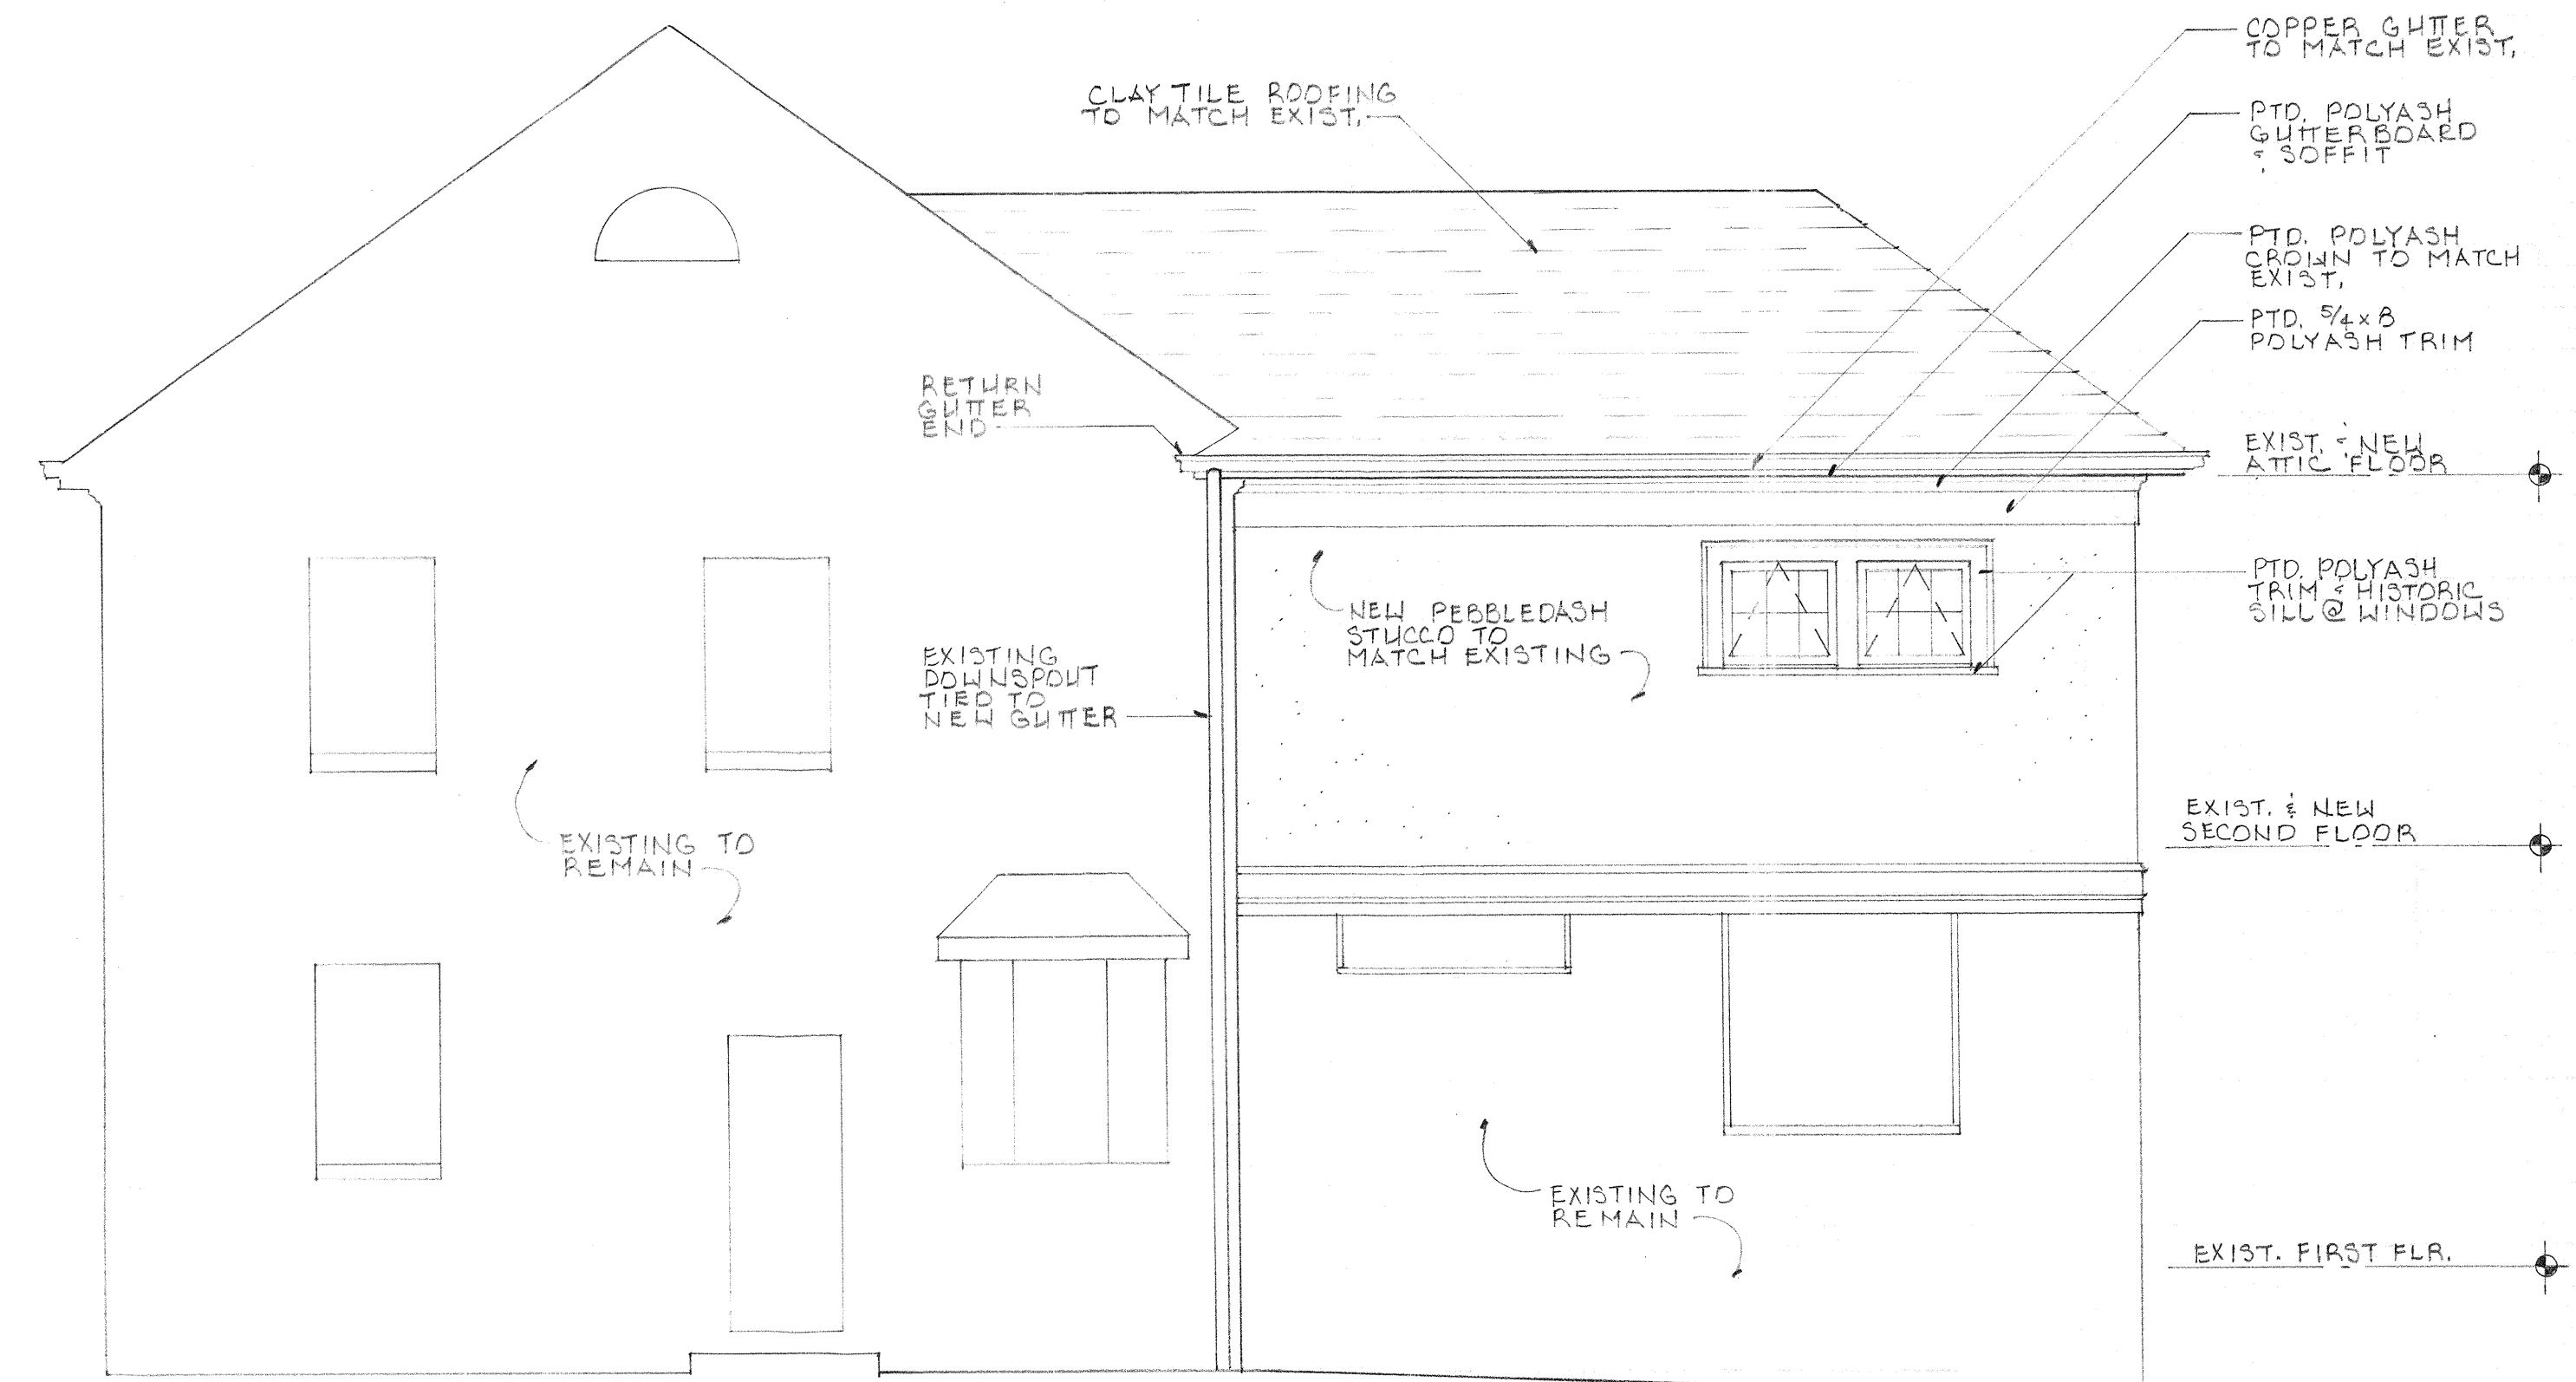 COPPER GUTTER
TO MATCH EXIST.
CLAY TILE ROOFING
TO MATCH EXIST.
PTD. POLYASH
GUTTERBOARD
& SOFFIT
PTD. POLYASH
CROWN TO MATCH
EXIST.
PTD. 5/4 x 8
POLYASH TRIM
RETURN
GUTTER
END
EXIST. & NEW
ATTIC FLOOR
PTD. POLYASH
TRIM & HISTORIC
SILL @ WINDOWS
NEW PEBBLEDASH
STUCCO TO
MATCH EXISTING
EXISTING
DOWNSPOUT
TIED TO
NEW GUTTER
EXIST. & NEW
SECOND FLOOR
EXISTING TO
REMAIN
EXISTING TO
REMAIN
EXIST. FIRST FLR.